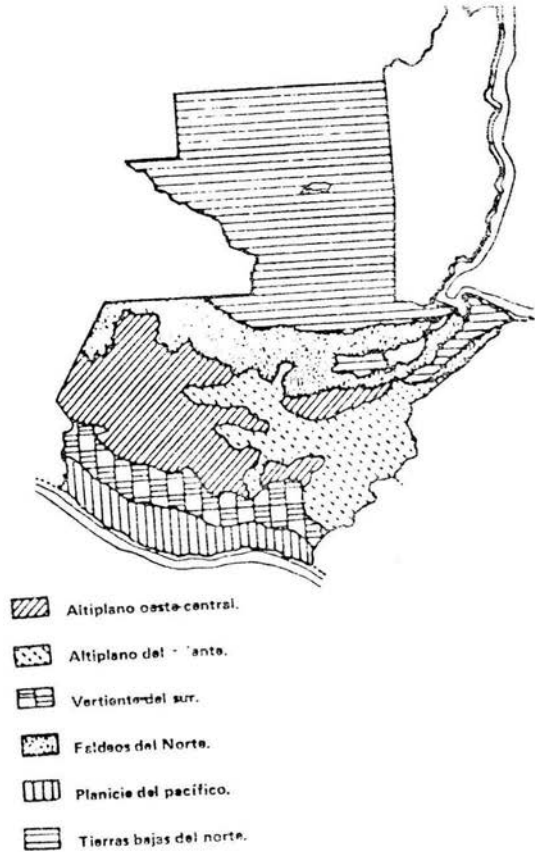 Altiplano oeste-central.
Altiplano del
Vertiente del sur.
Faldeos del Norte.
Planicie del pacífico.
Tierras bajas del norte.